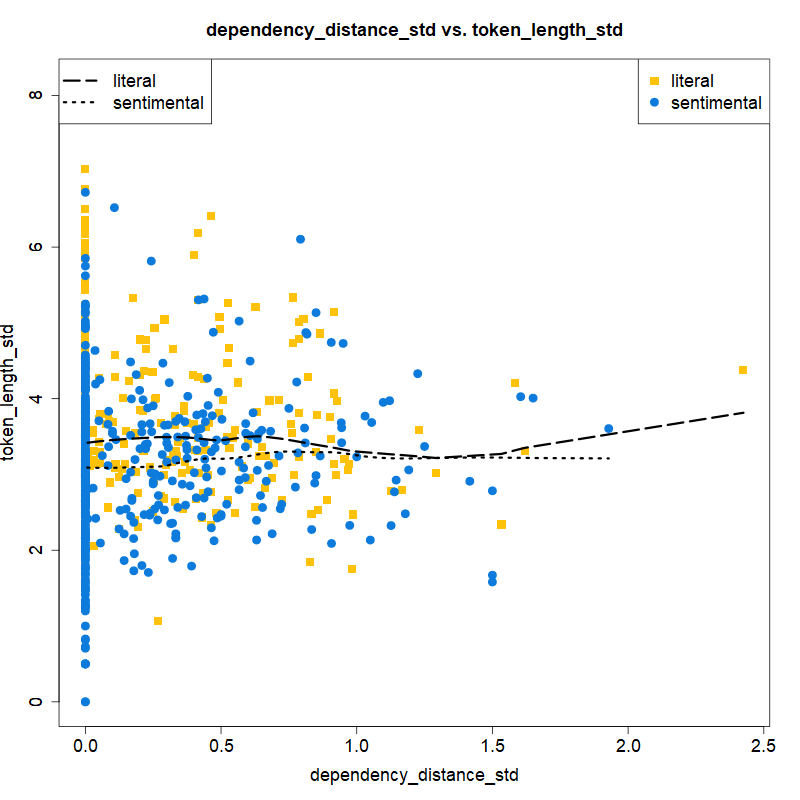 dependency_distance_std vs. token_length_std
literal
sentimental
literal
sentimental
8
6
4
2
0
token_length_std
0.0 0.5 1.0 1.5 2.0 2.5
dependency_distance_std